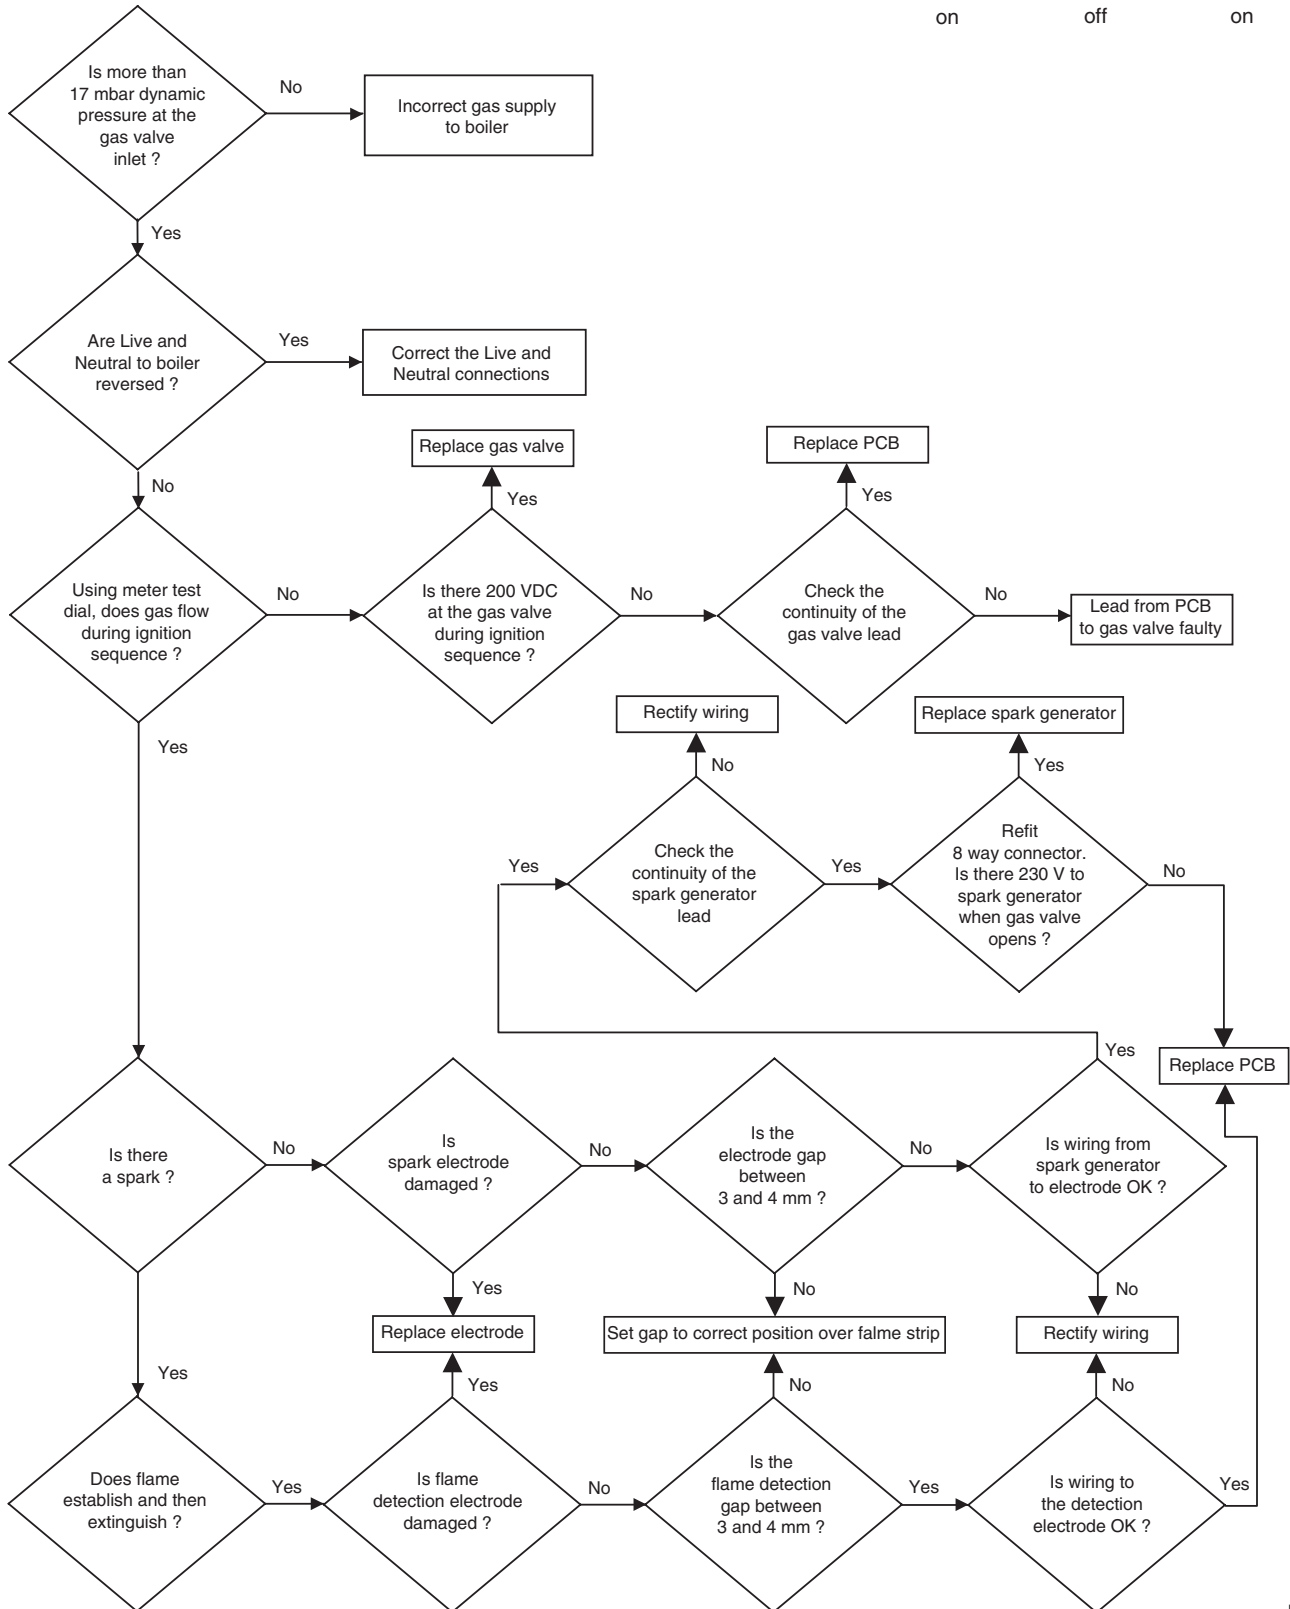 on off on
Is more than
17 mbar dynamic
pressure at the
gas valve
inlet ?
No
Incorrect gas supply
to boiler
Yes
Are Live and
Neutral to boiler
reversed ?
Yes
Correct the Live and
Neutral connections
No
Replace gas valve
Yes
Replace PCB
Yes
Using meter test
dial, does gas flow
during ignition
sequence ?
No
Is there 200 VDC
at the gas valve
during ignition
sequence ?
No
Check the
continuity of the
gas valve lead
No
Lead from PCB
to gas valve faulty
Yes
Rectify wiring
No
Replace spark generator
Yes
Yes
Check the
continuity of the
spark generator
lead
Yes
Refit
8 way connector.
Is there 230 V to
spark generator
when gas valve
opens ?
No
Yes
Replace PCB
Is there
a spark ?
No
Is
spark electrode
damaged ?
No
Is the
electrode gap
between
3 and 4 mm ?
No
Is wiring from
spark generator
to electrode OK ?
Yes
No
No
Replace electrode
Set gap to correct position over falme strip
Rectify wiring
Yes
Yes
No
No
Does flame
establish and then
extinguish ?
Yes
Is flame
detection electrode
damaged ?
No
Is the
flame detection
gap between
3 and 4 mm ?
Yes
Is wiring to
the detection
electrode OK ?
Yes